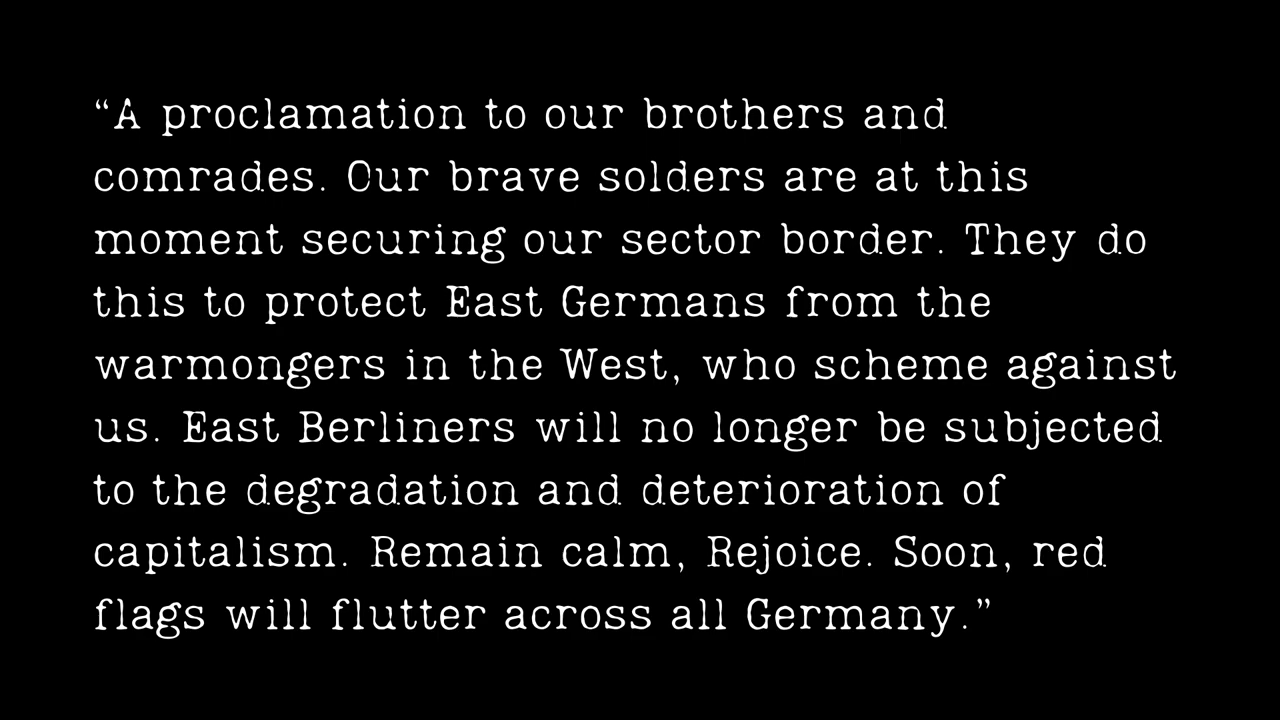 “A proclamation to our brothers and
comrades. Our brave solders are at this
moment securing our sector border. They do
this to protect East Germans from the
warmongers in the West, who scheme against
us. East Berliners will no longer be subjected
to the degradation and deterioration of
capitalism. Remain calm, Rejoice. Soon, red
flags will flutter across all Germany.”